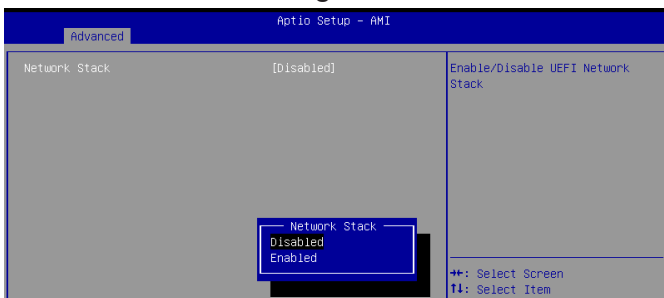 Aptio Setup – AMI
Advanced
Network Stack [Disabled]
Enable/Disable UEFI Network
Stack
Network Stack
Disabled
Enabled
→←: Select Screen
↑↓: Select Item